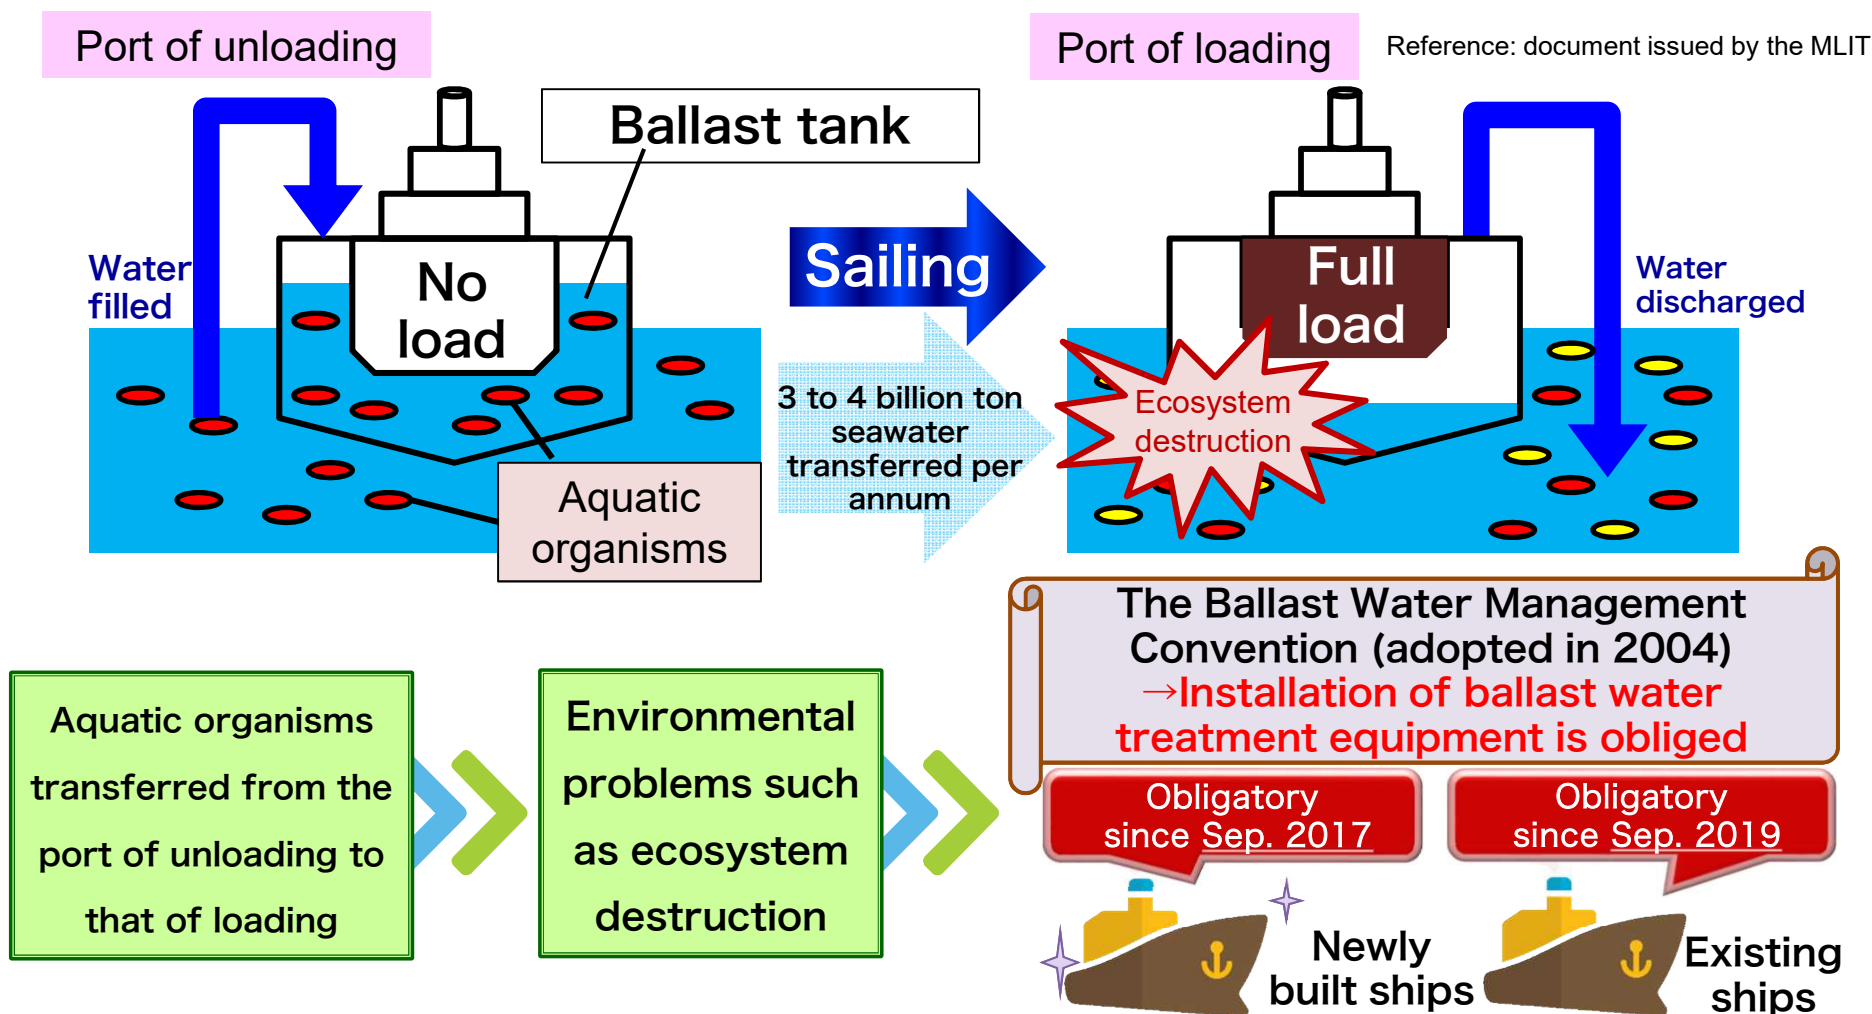 Port of unloading
Port of loading
Reference: document issued by the MLIT
Ballast tank
Water
filled
No
load
Sailing
Full
load
Water
discharged
3 to 4 billion ton
seawater
transferred per
annum
Ecosystem
destruction
Aquatic
organisms
The Ballast Water Management
Convention (adopted in 2004)
→Installation of ballast water
treatment equipment is obliged
Aquatic organisms
transferred from the
port of unloading to
that of loading
Environmental
problems such
as ecosystem
destruction
Obligatory
since Sep. 2017
Obligatory
since Sep. 2019
Newly
built ships
Existing
ships